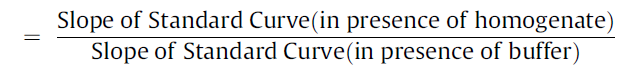 = Slope of Standard Curve(in presence of homogenate)
Slope of Standard Curve(in presence of buffer)